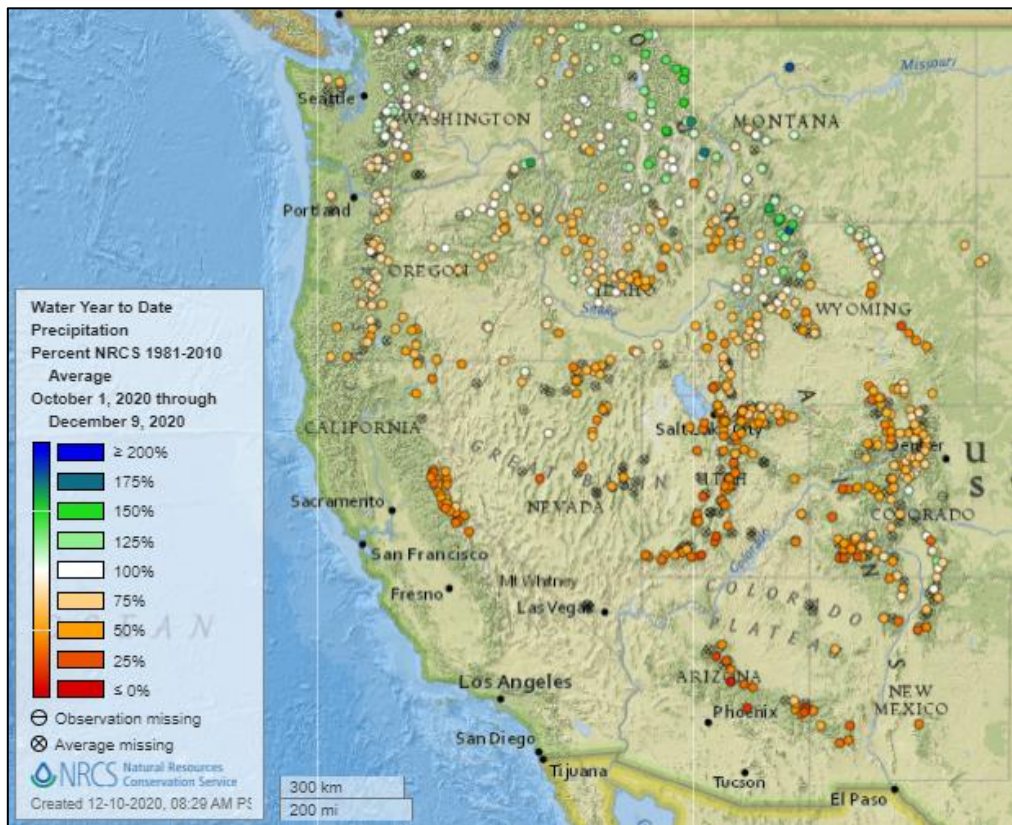 Missouri
Seattle
WASHINGTON
MONTANA
Portland
OREGON
IDAHO
Snake
WYOMING
Water Year to Date
Precipitation
Percent NRCS 1981-2010
Average
October 1, 2020 through
December 9, 2020
≥ 200%
175%
150%
125%
100%
75%
50%
25%
≤ 0%
Observation missing
Average missing
NRCS Natural Resources
Conservation Service
Created 12-10-2020, 08:29 AM PS
CALIFORNIA
Salt Lake City
Denver
U
S
GREAT BASIN
UTAH
NEVADA
COLORADO
Sacramento
San Francisco
Colorado
Mt Whitney
Fresno
Las Vegas
COLORADO
PLATEAU
ARIZONA
Los Angeles
NEW
MEXICO
Phoenix
San Diego
Tijuana
Tucson
El Paso
300 km
200 mi